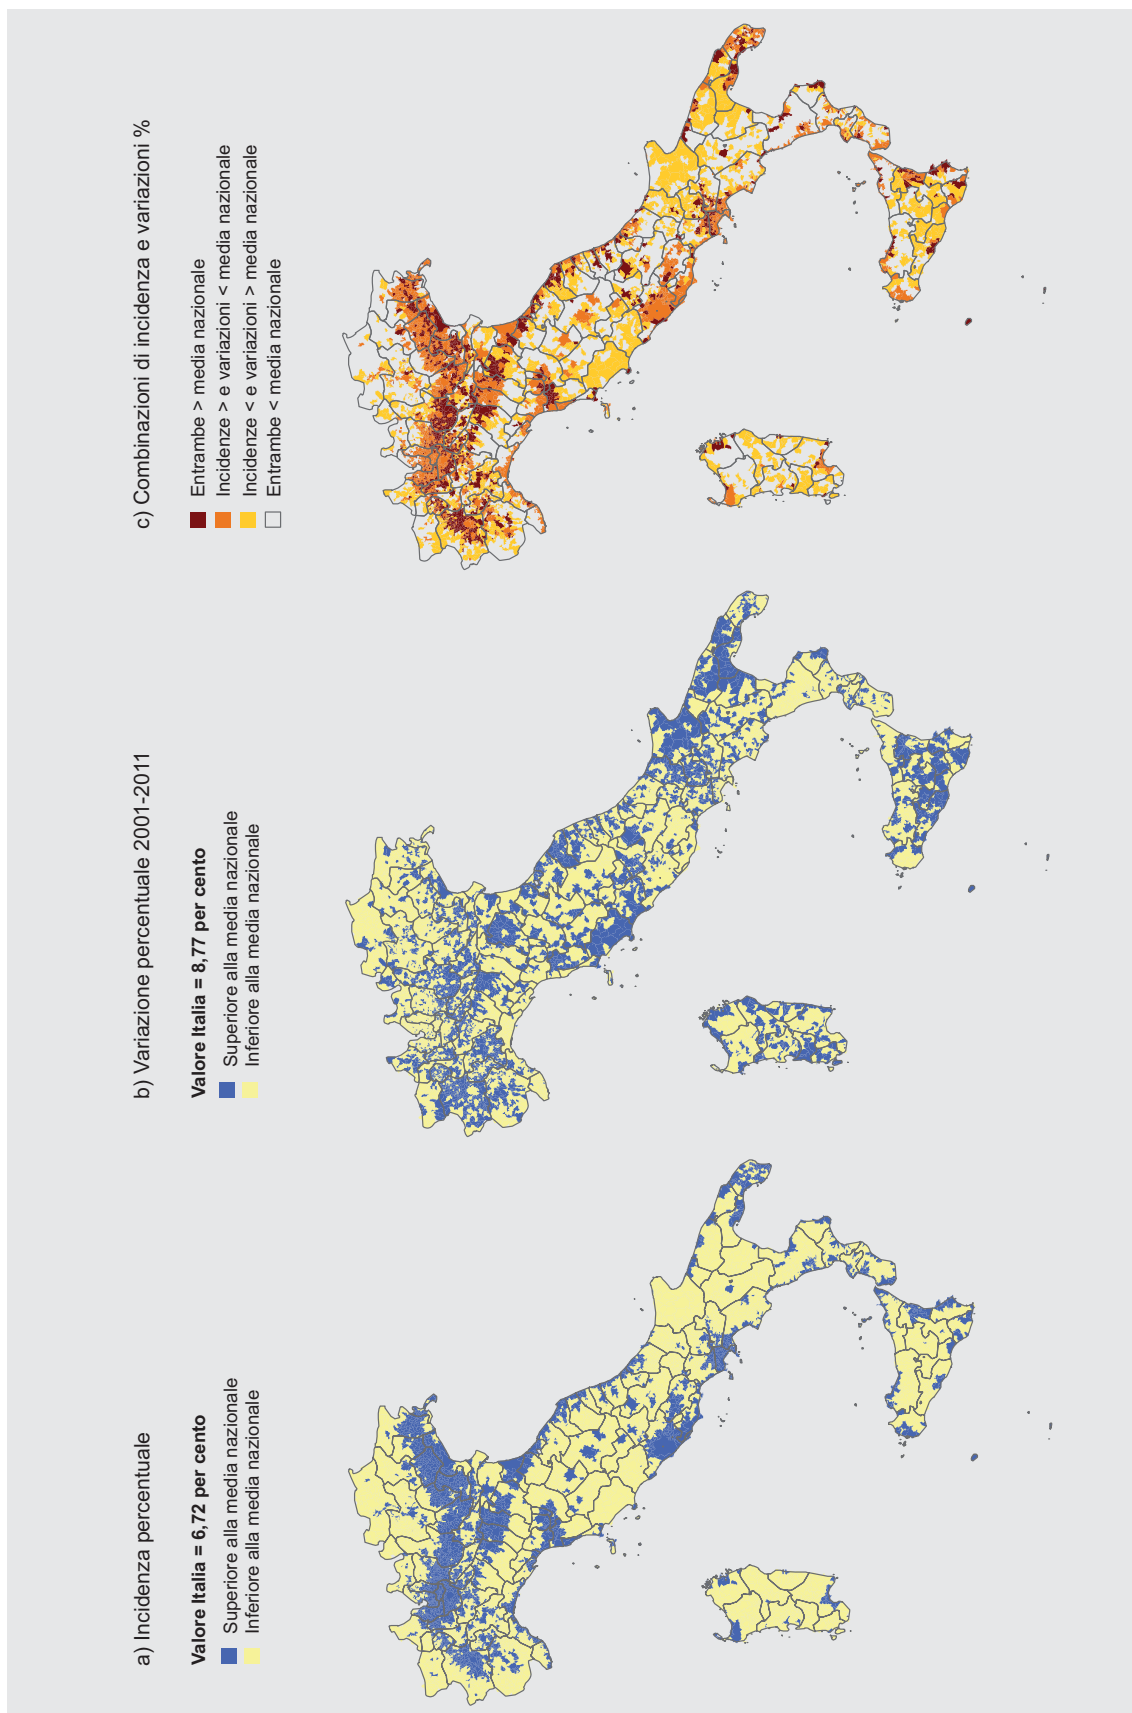 a) Incidenza percentuale
Valore Italia = 6,72 per cento
Superiore alla media nazionale
Inferiore alla media nazionale
b) Variazione percentuale 2001-2011
Valore Italia = 8,77 per cento
Superiore alla media nazionale
Inferiore alla media nazionale
c) Combinazioni di incidenza e variazioni %
Entrambe > media nazionale
Incidenze > e variazioni < media nazionale
Incidenze < e variazioni > media nazionale
Entrambe < media nazionale